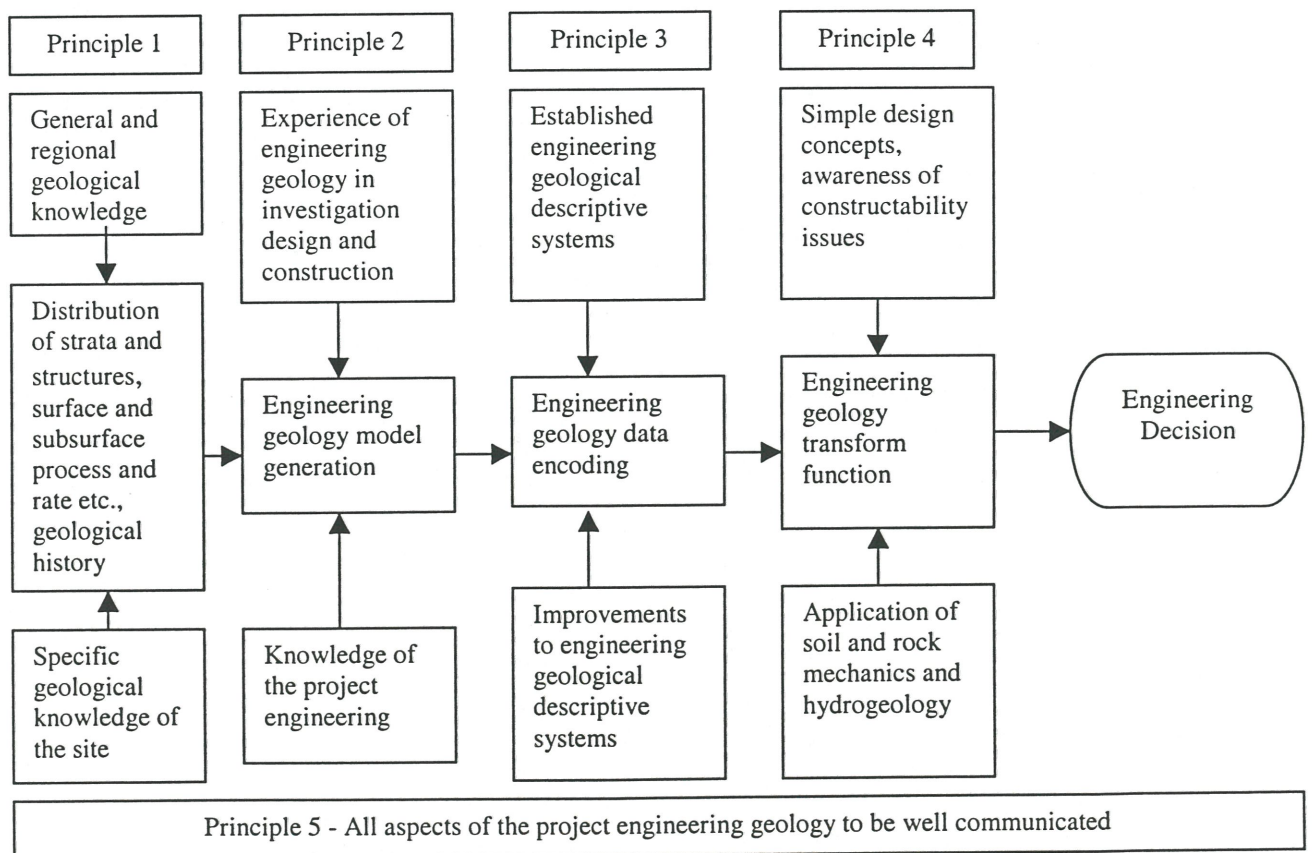 Principle 1
Principle 2
Principle 3
Principle 4
General and
regional
geological
knowledge
Experience of
engineering
geology in
investigation
design and
construction
Established
engineering
geological
descriptive
systems
Simple design
concepts,
awareness of
constructability
issues
Distribution
of strata and
structures,
surface and
subsurface
process and
rate etc.,
geological
history
Engineering
geology model
generation
Engineering
geology data
encoding
Engineering
geology
transform
function
Engineering
Decision
Specific
geological
knowledge of
the site
Knowledge of
the project
engineering
Improvements
to engineering
geological
descriptive
systems
Application of
soil and rock
mechanics and
hydrogeology
Principle 5 - All aspects of the project engineering geology to be well communicated